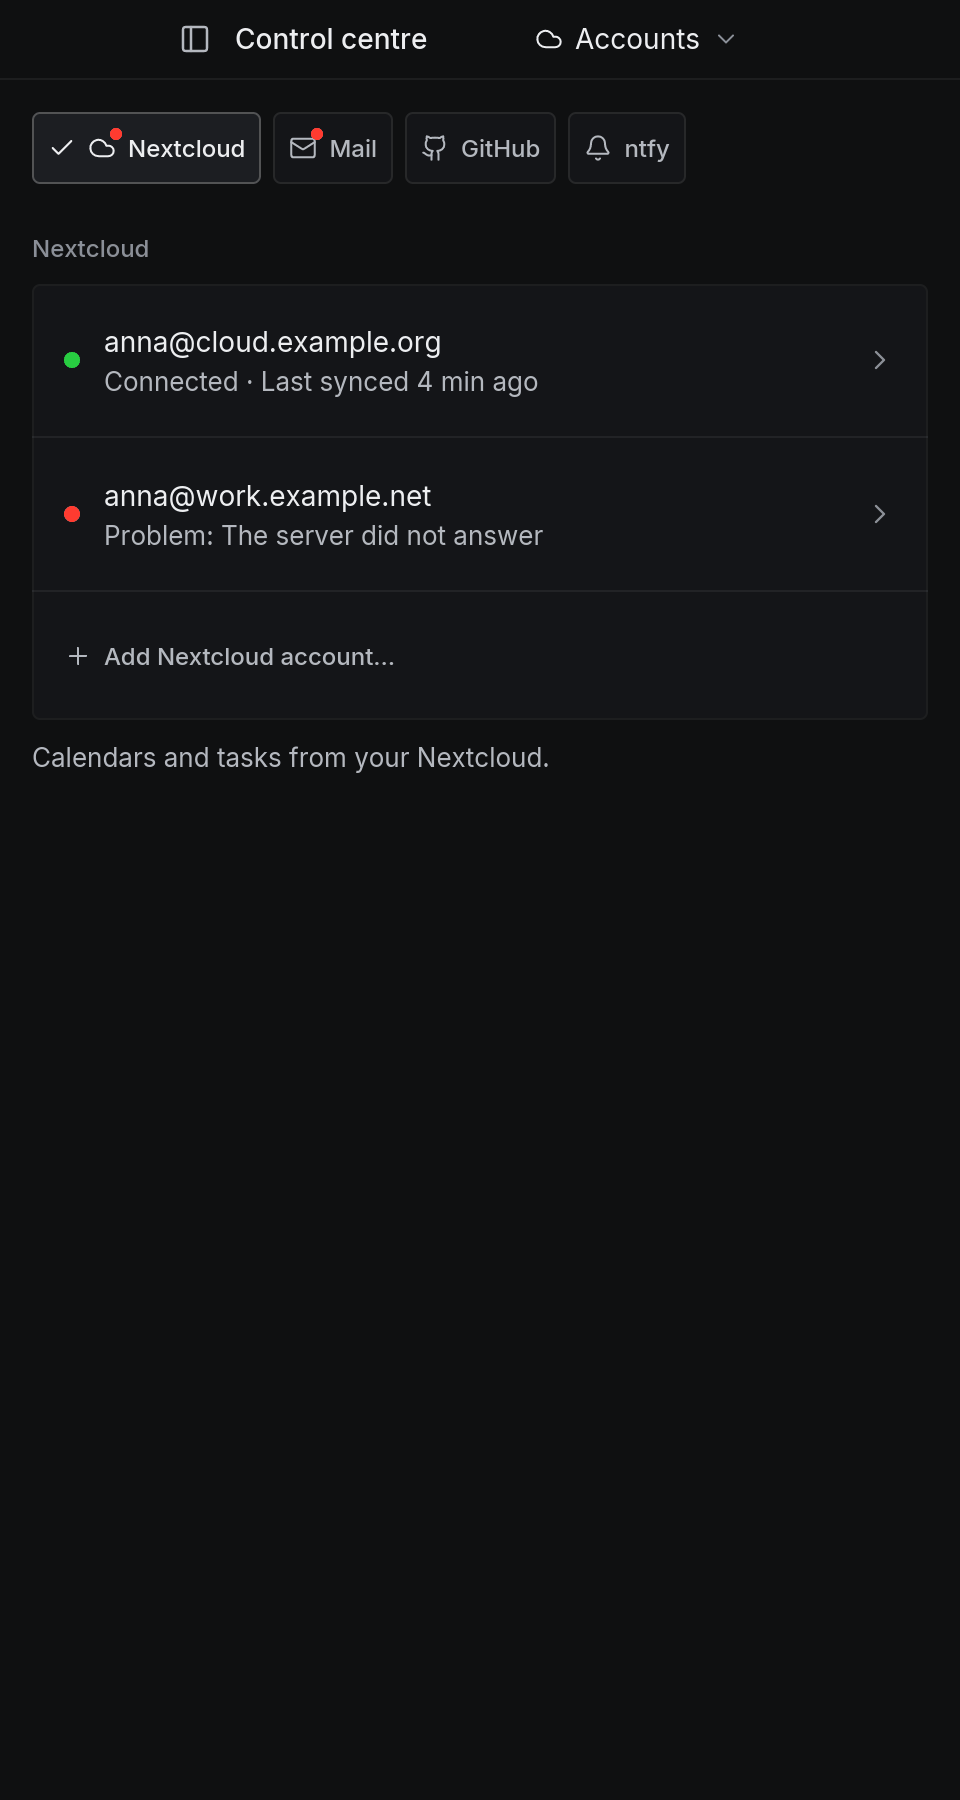 Control centre
Accounts
Nextcloud
Mail
GitHub
ntfy
Nextcloud
anna@cloud.example.org
Connected · Last synced 4 min ago
anna@work.example.net
Problem: The server did not answer
Add Nextcloud account…
Calendars and tasks from your Nextcloud.